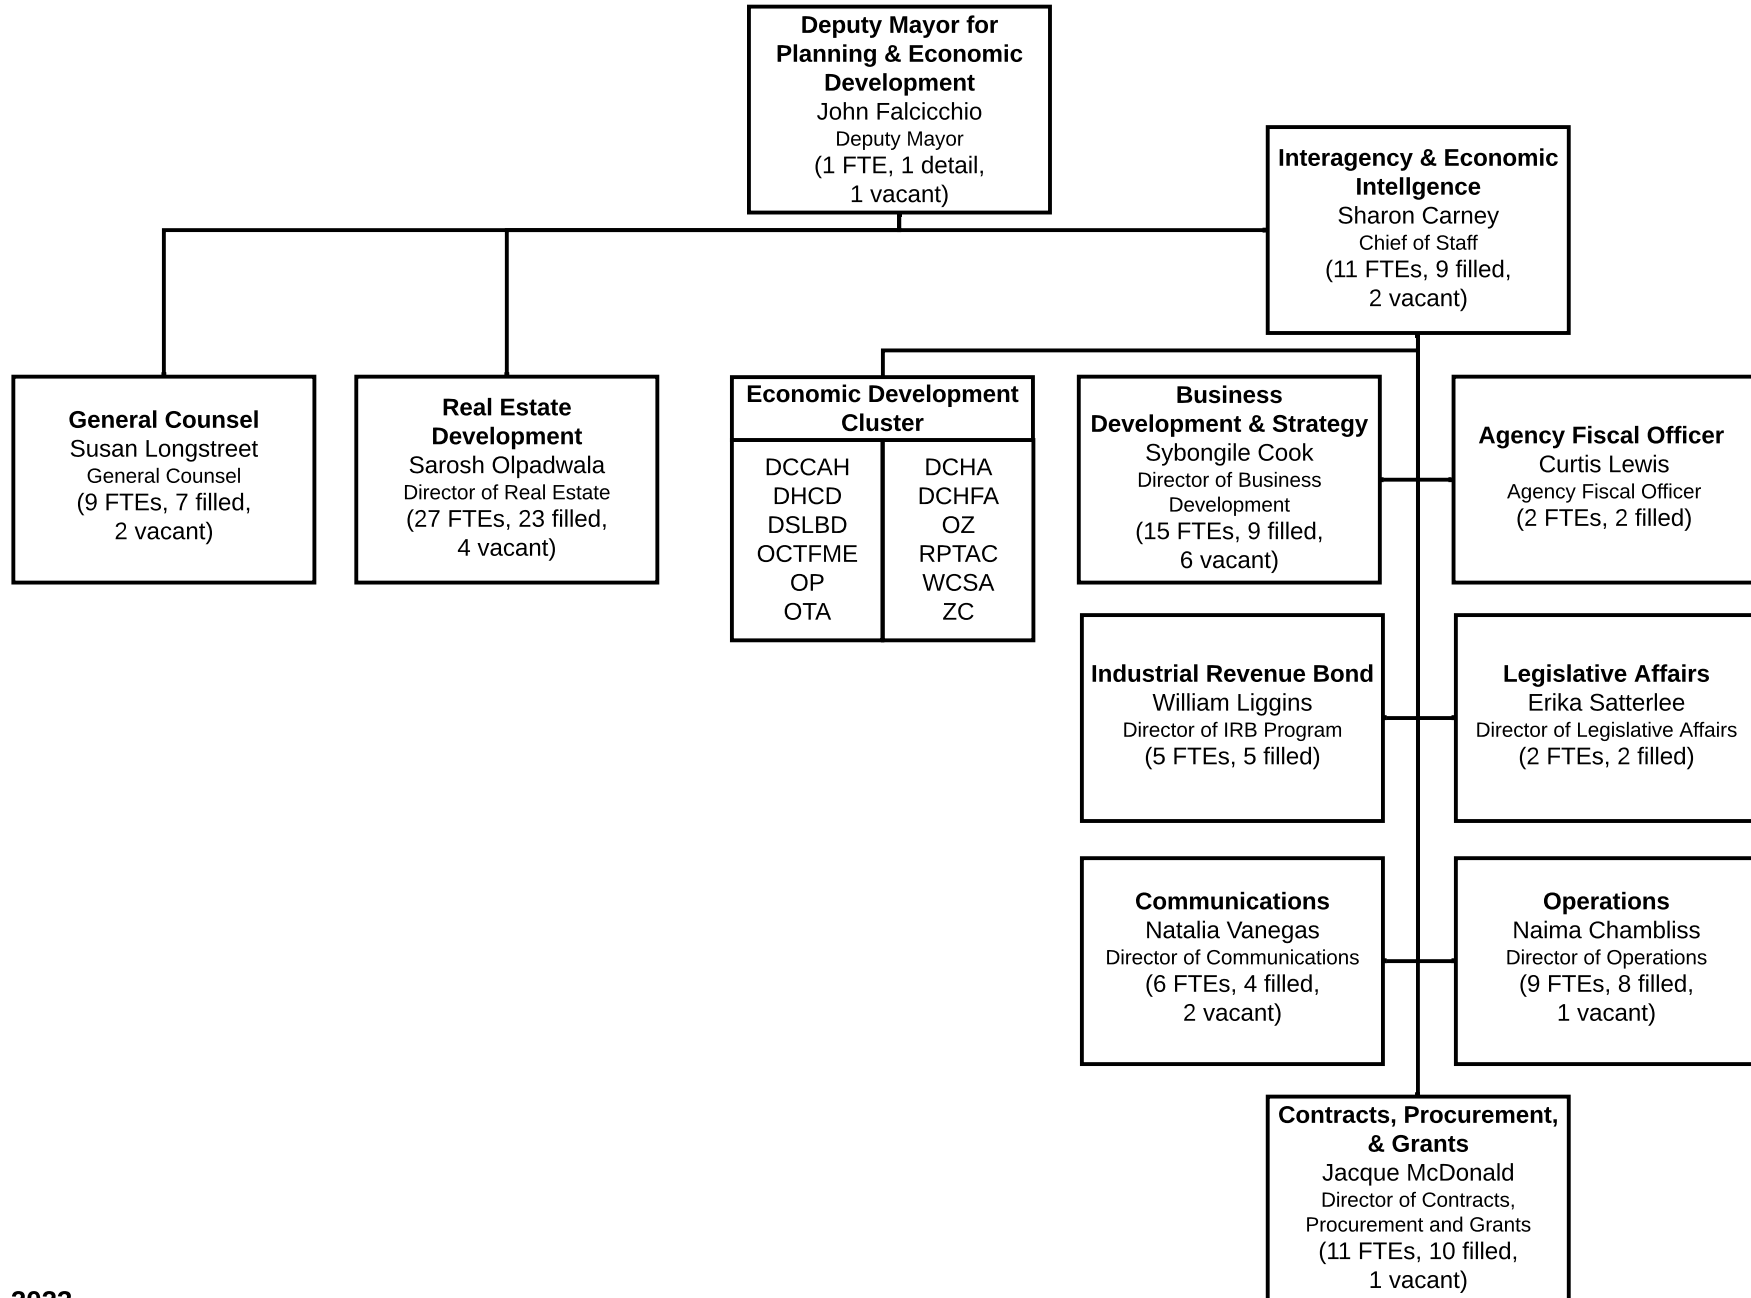 Deputy Mayor for
Planning & Economic
Development
John Falcicchio
Deputy Mayor
(1 FTE, 1 detail,
1 vacant)
Interagency & Economic
Intellgence
Sharon Carney
Chief of Staff
(11 FTEs, 9 filled,
2 vacant)
General Counsel
Susan Longstreet
General Counsel
(9 FTEs, 7 filled,
2 vacant)
Real Estate
Development
Sarosh Olpadwala
Director of Real Estate
(27 FTEs, 23 filled,
4 vacant)
Economic Development
Cluster
DCCAH
DHCD
DSLBD
OCTFME
OP
OTA
DCHA
DCHFA
OZ
RPTAC
WCSA
ZC
Business
Development & Strategy
Sybongile Cook
Director of Business
Development
(15 FTEs, 9 filled,
6 vacant)
Agency Fiscal Officer
Curtis Lewis
Agency Fiscal Officer
(2 FTEs, 2 filled)
Industrial Revenue Bond
William Liggins
Director of IRB Program
(5 FTEs, 5 filled)
Legislative Affairs
Erika Satterlee
Director of Legislative Affairs
(2 FTEs, 2 filled)
Communications
Natalia Vanegas
Director of Communications
(6 FTEs, 4 filled,
2 vacant)
Operations
Naima Chambliss
Director of Operations
(9 FTEs, 8 filled,
1 vacant)
Contracts, Procurement,
& Grants
Jacque McDonald
Director of Contracts,
Procurement and Grants
(11 FTEs, 10 filled,
1 vacant)